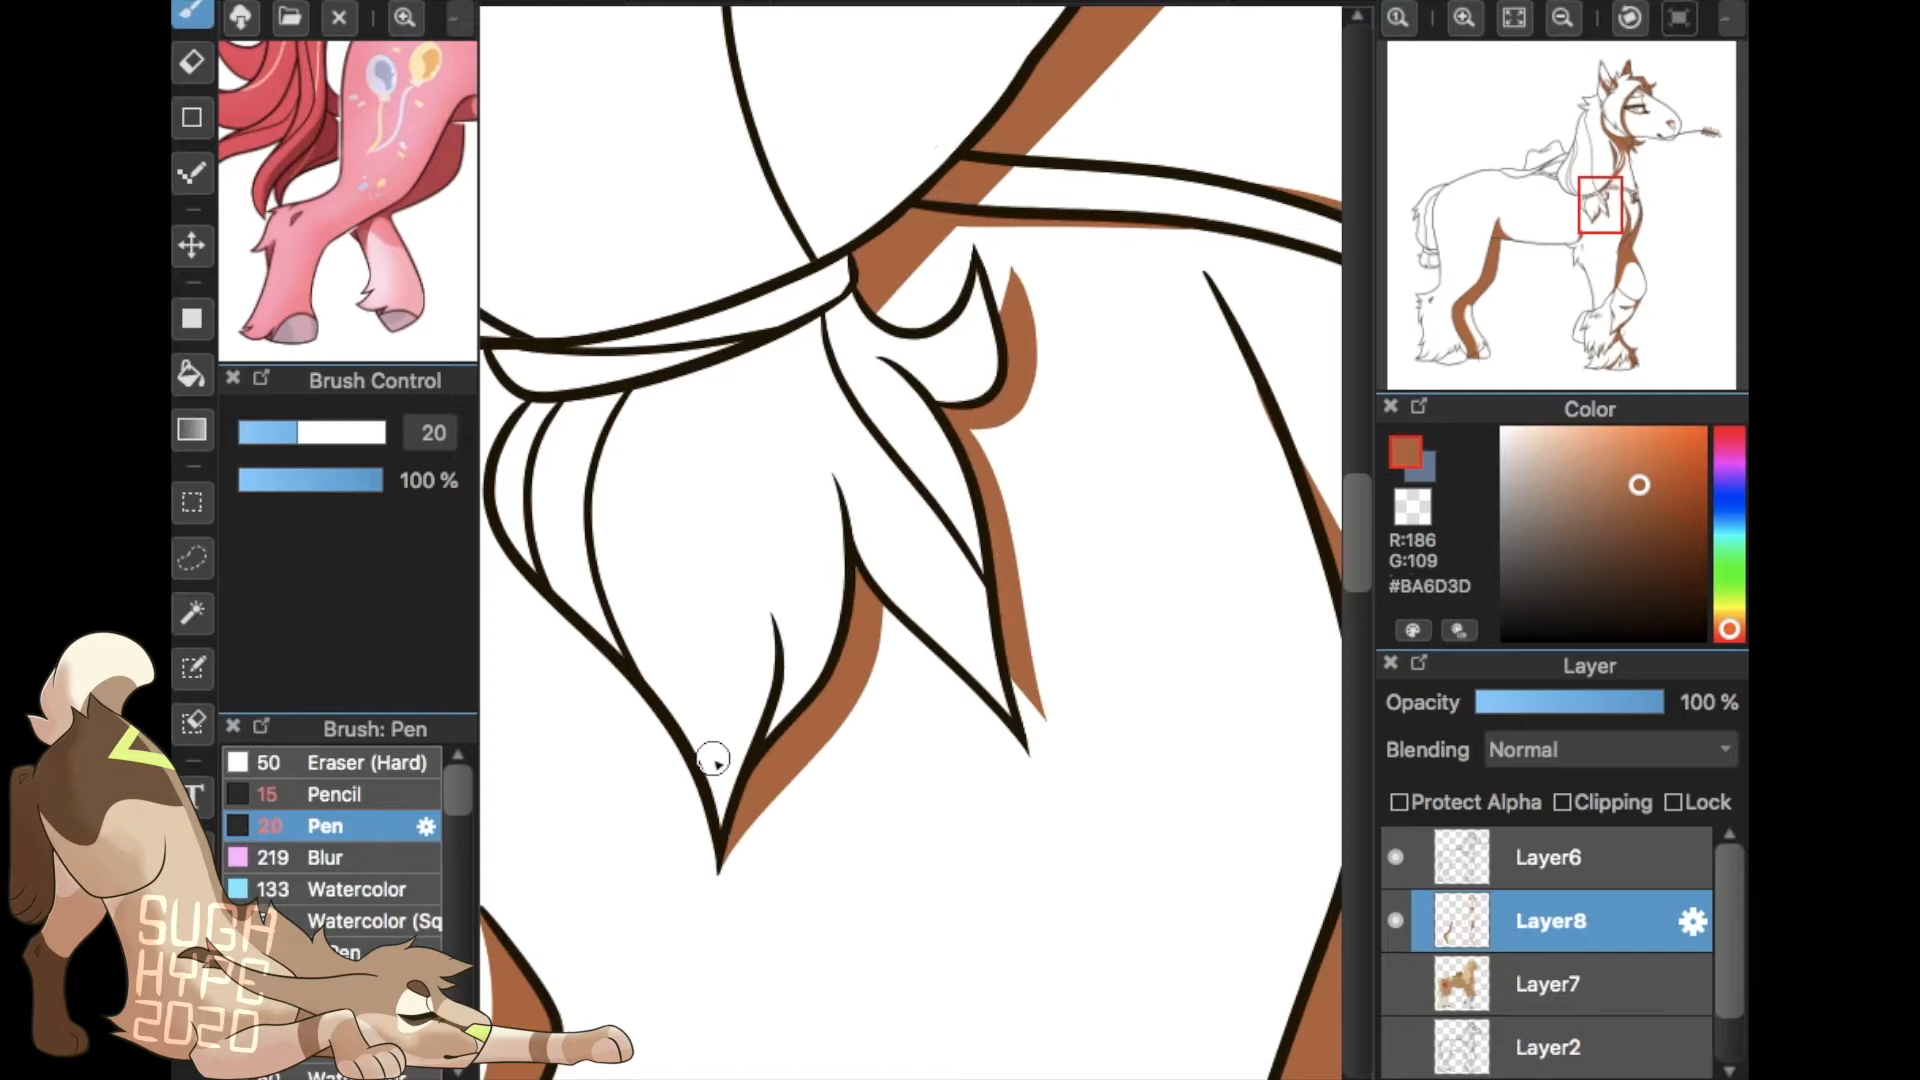 Brush Control
20
100 %
Brush: Pen
50 Eraser (Hard)
15 Pencil
20 Pen
219 Blur
133 Watercolor
Watercolor (Sq
Pen
SUGA
HYPE
2020
Color
R:186
G:109
#BA6D3D
Layer
Opacity 100 %
Blending Normal
Protect Alpha Clipping Lock
Layer6
Layer8
Layer7
Layer2